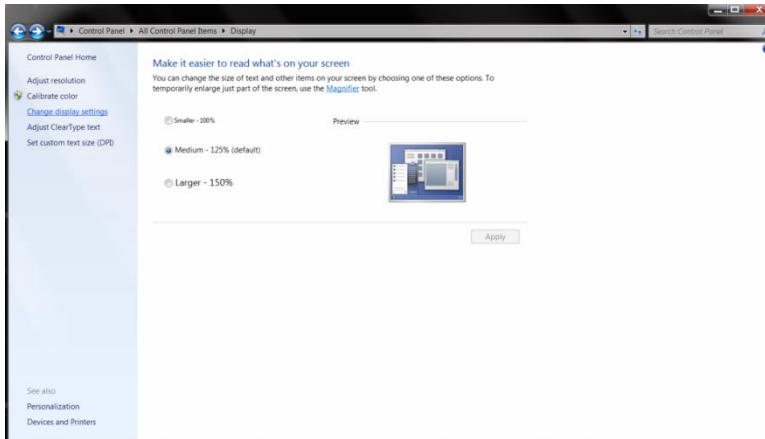 Control Panel ▸ All Control Panel Items ▸ Display
Search Control Panel
Control Panel Home
Adjust resolution
Calibrate color
Change display settings
Adjust ClearType text
Set custom text size (DPI)
Make it easier to read what's on your screen
You can change the size of text and other items on your screen by choosing one of these options. To
temporarily enlarge just part of the screen, use the Magnifier tool.
Smaller - 100%
Preview
Medium - 125% (default)
Larger - 150%
Apply
See also
Personalization
Devices and Printers